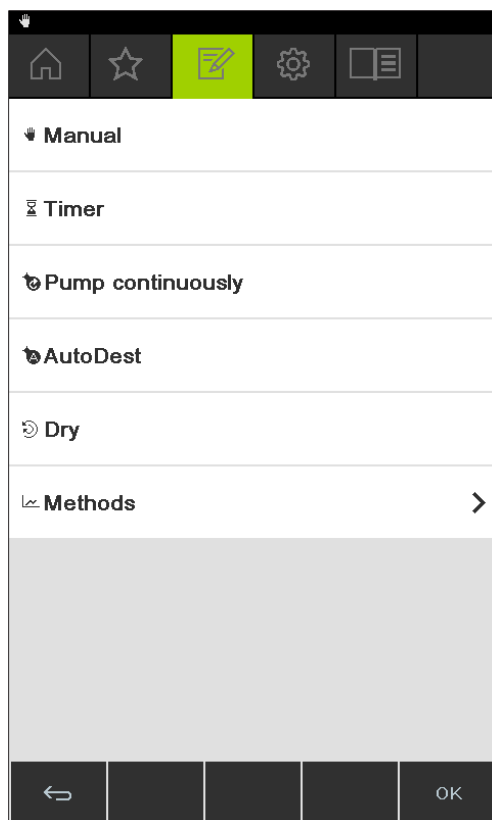 Manual
Timer
Pump continuously
AutoDest
Dry
Methods
OK